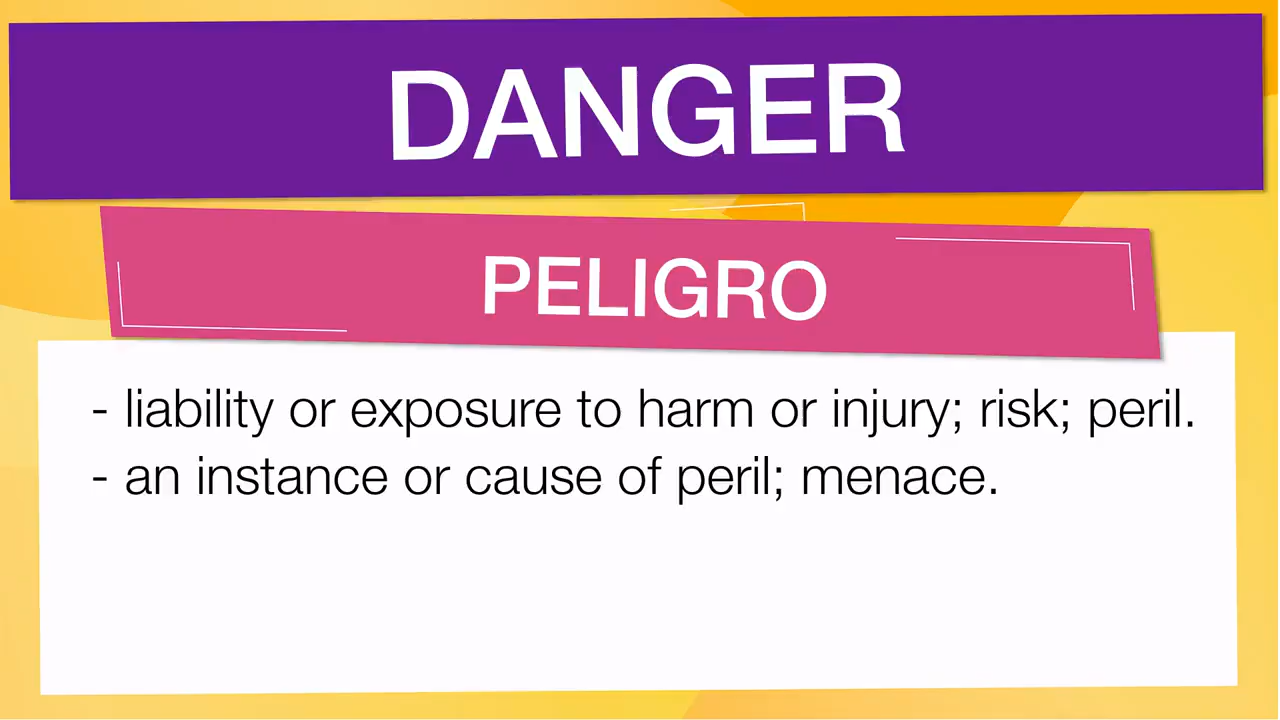 DANGER
PELIGRO
- liability or exposure to harm or injury; risk; peril.
- an instance or cause of peril; menace.